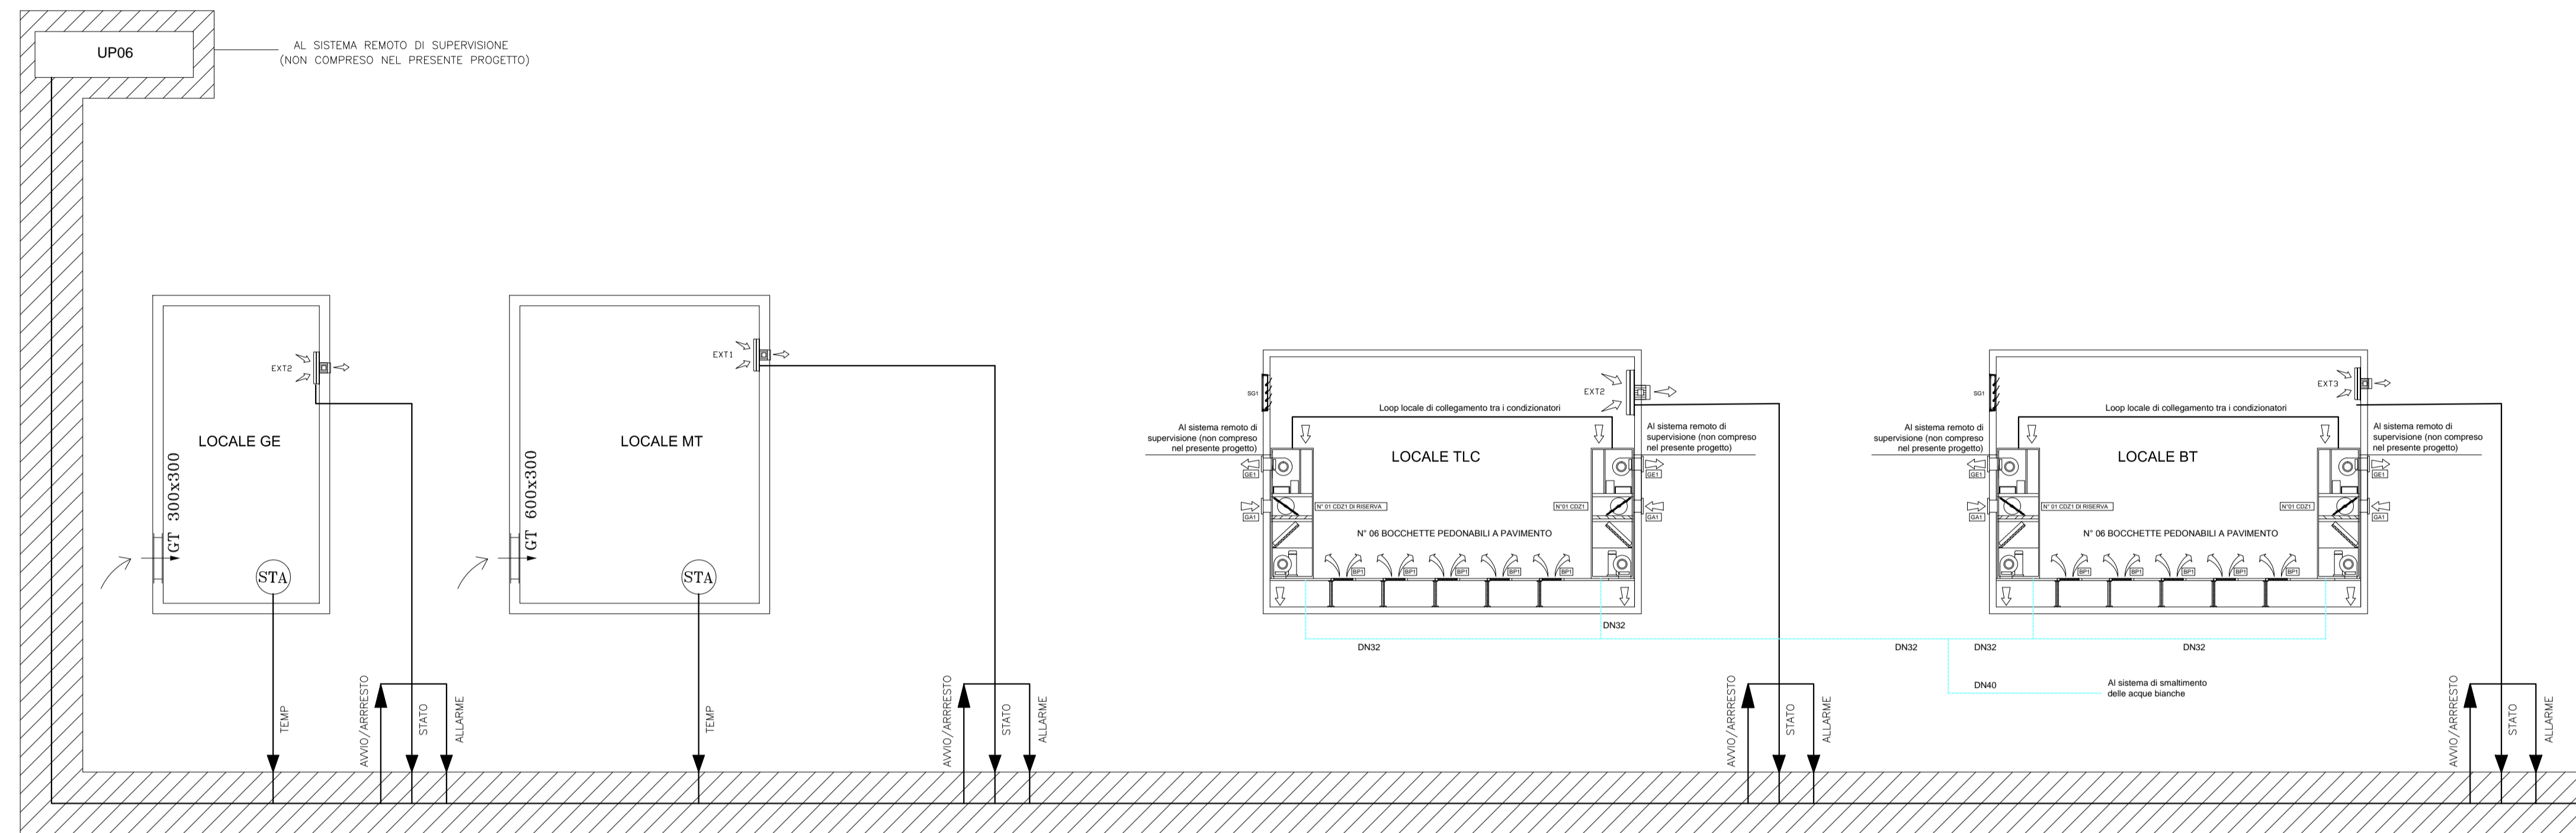 UP06
AL SISTEMA REMOTO DI SUPERVISIONE
(NON COMPRESO NEL PRESENTE PROGETTO)
EXT2
LOCALE GE
GT 300x300
STA
TEMP
AVVIO/ARRRESTO
STATO
ALLARME
EXT1
LOCALE MT
GT 600x300
STA
TEMP
AVVIO/ARRRESTO
STATO
ALLARME
SG1
EXT2
Loop locale di collegamento tra i condizionatori
Al sistema remoto di
supervisione (non compreso
nel presente progetto)
Al sistema remoto di
supervisione (non compreso
nel presente progetto)
LOCALE TLC
GE1
GE1
N° 01 CDZ1 DI RISERVA
N°01 CDZ1
GA1
GA1
N° 06 BOCCHETTE PEDONABILI A PAVIMENTO
BP1
BP1
BP1
BP1
BP1
DN32
DN32
AVVIO/ARRRESTO
STATO
ALLARME
SG1
EXT3
Loop locale di collegamento tra i condizionatori
Al sistema remoto di
supervisione (non compreso
nel presente progetto)
Al sistema remoto di
supervisione (non compreso
nel presente progetto)
LOCALE BT
GE1
GE1
N° 01 CDZ1 DI RISERVA
N°01 CDZ1
GA1
GA1
N° 06 BOCCHETTE PEDONABILI A PAVIMENTO
BP1
BP1
BP1
BP1
BP1
DN32
DN32
DN32
DN40
Al sistema di smaltimento
delle acque bianche
AVVIO/ARRRESTO
STATO
ALLARME